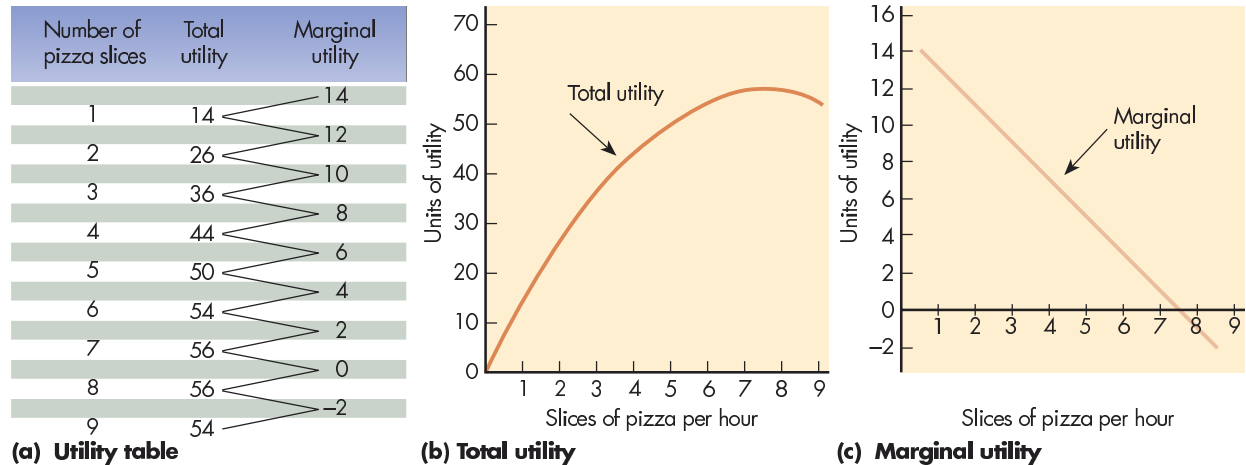 Number of pizza slices
Total utility
Marginal utility
14
1 14
12
2 26
10
3 36
8
4 44
6
5 50
4
6 54
2
7 56
0
8 56
–2
9 54
(a) Utility table
Units of utility
70
60
50
40
30
20
10
0
Total utility
1 2 3 4 5 6 7 8 9
Slices of pizza per hour
(b) Total utility
Units of utility
16
14
12
10
8
6
4
2
0
–2
Marginal
utility
1 2 3 4 5 6 7 8 9
Slices of pizza per hour
(c) Marginal utility